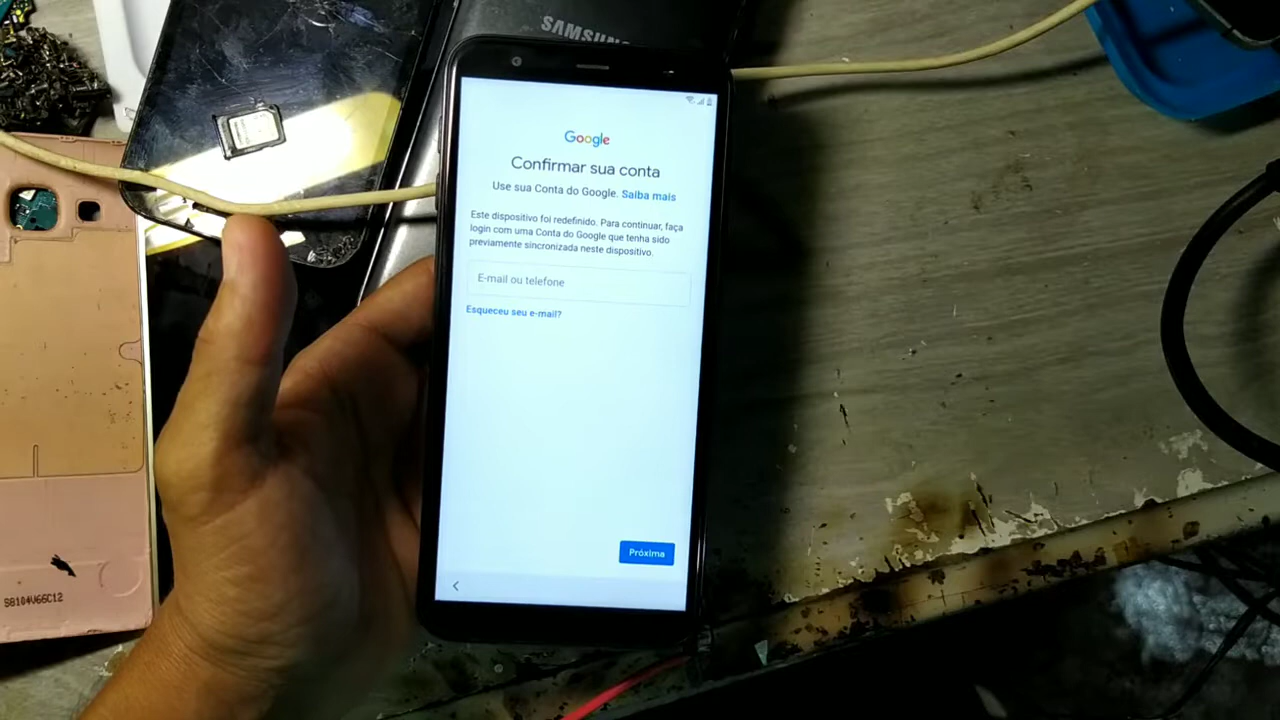 SAMSUNG
Google
Confirmar sua conta
Use sua Conta do Google. Saiba mais
Este dispositivo foi redefinido. Para continuar, faça
login com uma Conta do Google que tenha sido
previamente sincronizada neste dispositivo.
E-mail ou telefone
Esqueceu seu e-mail?
Próxima